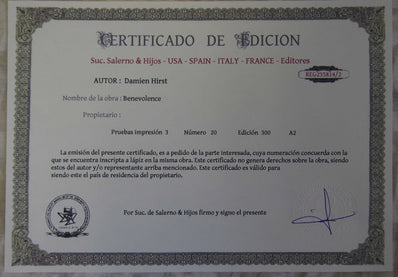 CERTIFICADO DE EDICION
Suc. Salerno & Hijos - USA - SPAIN - ITALY - FRANCE - Editores
REG255814/2
AUTOR : Damien Hirst
Nombre de la obra : Benevolence
Propietario :
Pruebas impresión 3 Número 20 Edición 300 A2
La emisión del presente certificado, es a pedido de la parte interesada, cuya numeración concuerda con la
que se encuentra inscripta a lápiz en la misma obra. Este certificado no genera derechos sobre la obra, siendo
estos del autor y/o representante arriba mencionado. Este certificado es válido para
siendo este el país de residencia del propietario.
Por Suc. de Salerno & Hijos firmo y signo el presente